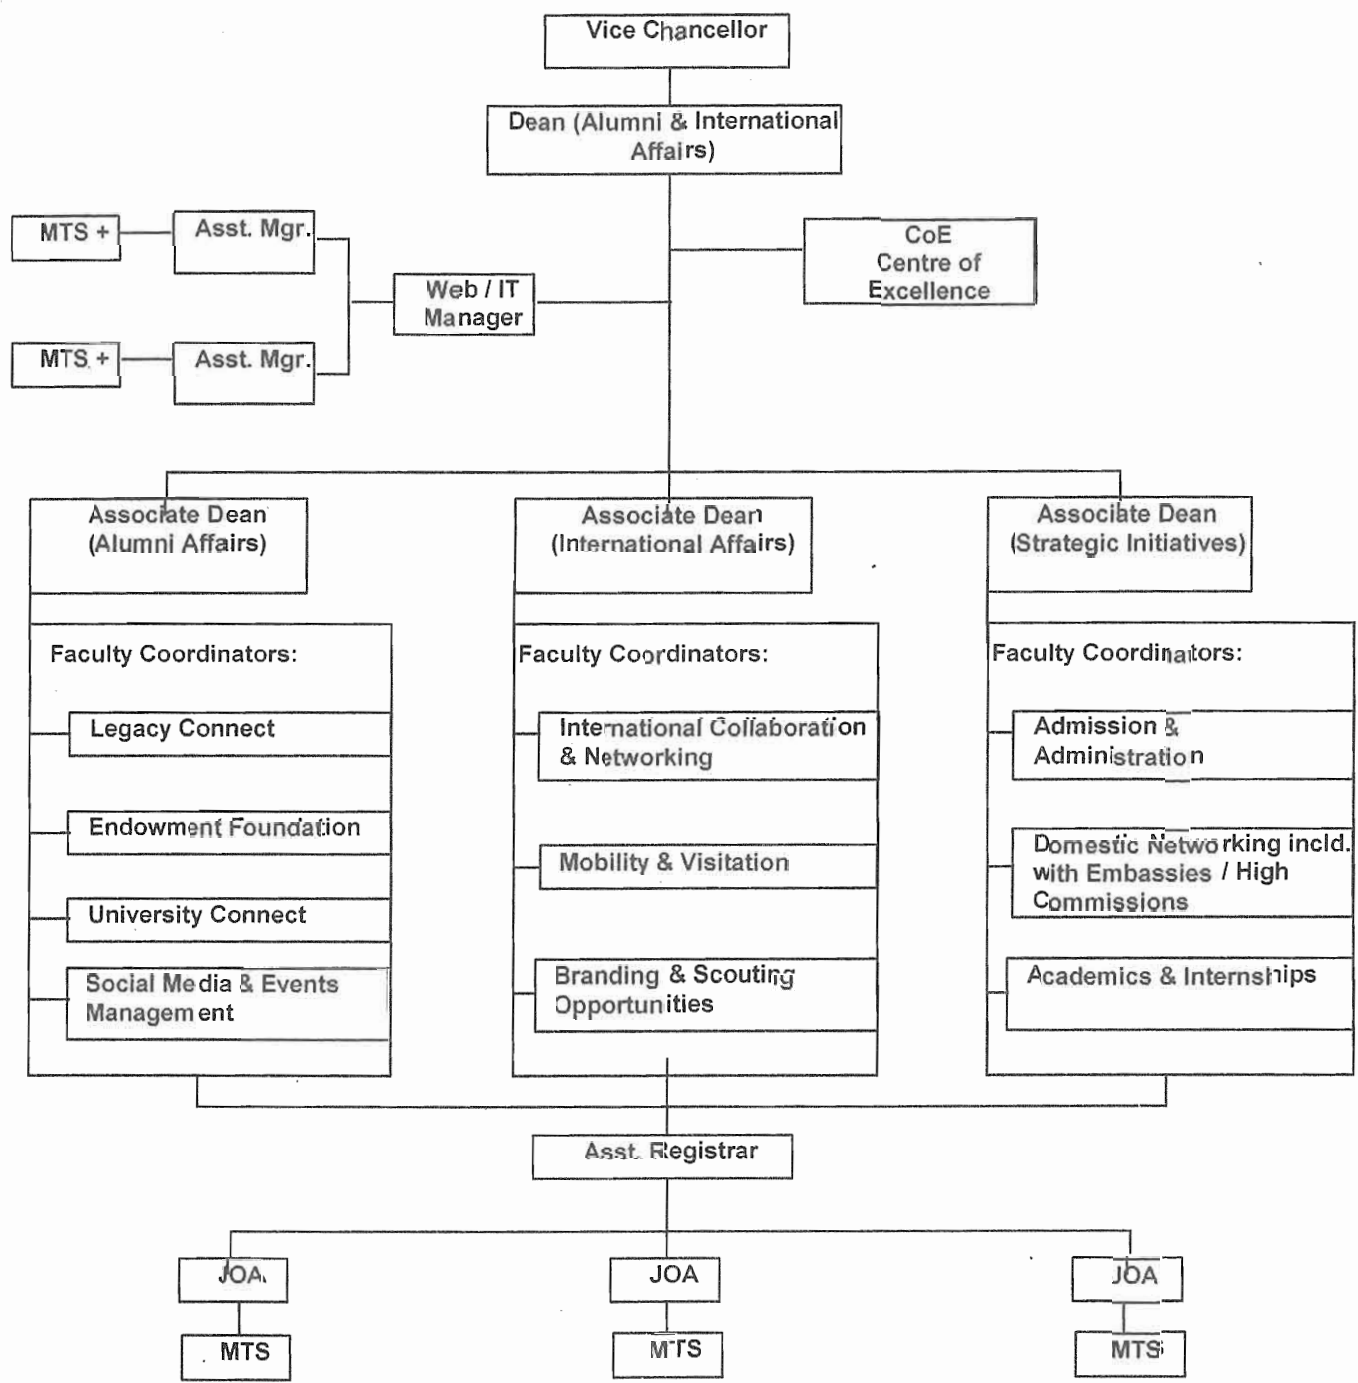 Vice Chancellor
Dean (Alumni & International
Affairs)
MTS +
Asst. Mgr.
CoE
Centre of
Excellence
Web / IT
Manager
MTS +
Asst. Mgr.
Associate Dean
(Alumni Affairs)
Associate Dean
(International Affairs)
Associate Dean
(Strategic Initiatives)
Faculty Coordinators:
Legacy Connect
Endowment Foundation
University Connect
Social Media & Events
Management
Faculty Coordinators:
International Collaboration
& Networking
Mobility & Visitation
Branding & Scouting
Opportunities
Faculty Coordinators:
Admission &
Administration
Domestic Networking incld.
with Embassies / High
Commissions
Academics & Internships
Asst. Registrar
JOA
JOA
JOA
MTS
MTS
MTS